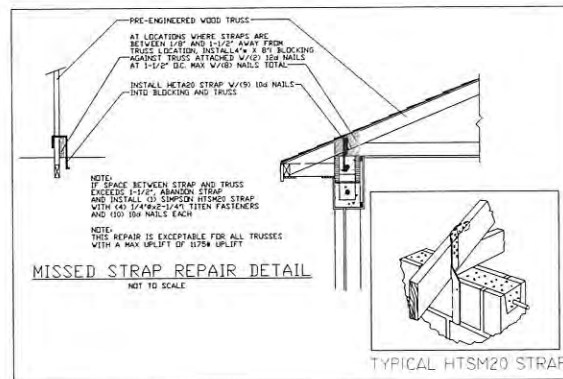 PRE-ENGINEERED WOOD TRUSS
AT LOCATIONS WHERE STRAPS ARE
BETWEEN 1/8" AND 1-1/2" AWAY FROM
TRUSS LOCATION, INSTALL 4"w X 8"l BLOCKING
AGAINST TRUSS ATTACHED W/(2) 12d NAILS
AT 1-1/2" O.C. MAX W/(8) NAILS TOTAL
INSTALL HETA20 STRAP W/(9) 10d NAILS
INTO BLOCKING AND TRUSS
NOTE:
IF SPACE BETWEEN STRAP AND TRUSS
EXCEEDS 1-1/2", ABANDON STRAP
AND INSTALL (1) SIMPSON HTSM20 STRAP
WITH (4) 1/4"øx2-1/4"l TITEN FASTENERS
AND (10) 10d NAILS EACH
NOTE:
THIS REPAIR IS EXCEPTABLE FOR ALL TRUSSES
WITH A MAX UPLIFT OF 1175# UPLIFT
MISSED STRAP REPAIR DETAIL
NOT TO SCALE
TYPICAL HTSM20 STRAP